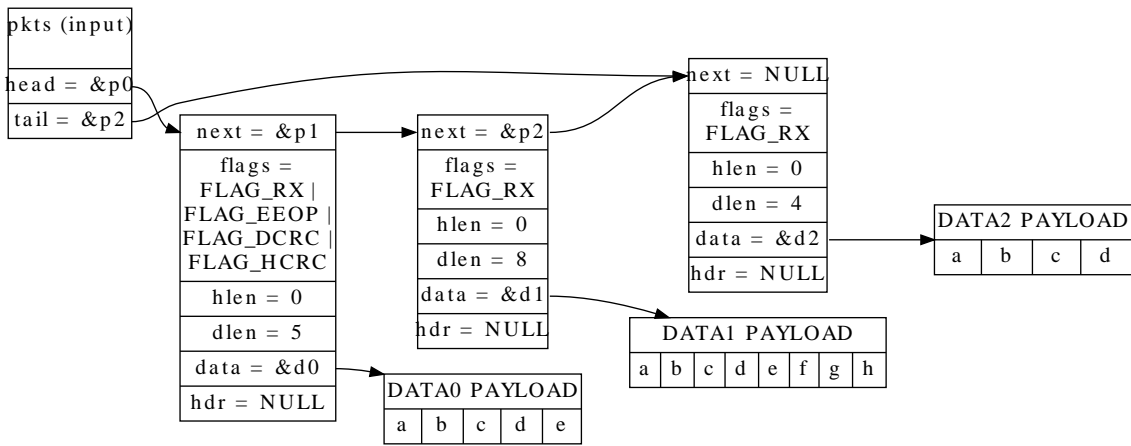 pkts (input)
head = &p0
tail = &p2
next = &p1
flags =
FLAG_RX |
FLAG_EEOP |
FLAG_DCRC |
FLAG_HCRC
hlen = 0
dlen = 5
data = &d0
hdr = NULL
next = &p2
flags =
FLAG_RX
hlen = 0
dlen = 8
data = &d1
hdr = NULL
next = NULL
flags =
FLAG_RX
hlen = 0
dlen = 4
data = &d2
hdr = NULL
DATA2 PAYLOAD
a b c d
DATA1 PAYLOAD
a b c d e f g h
DATA0 PAYLOAD
a b c d e